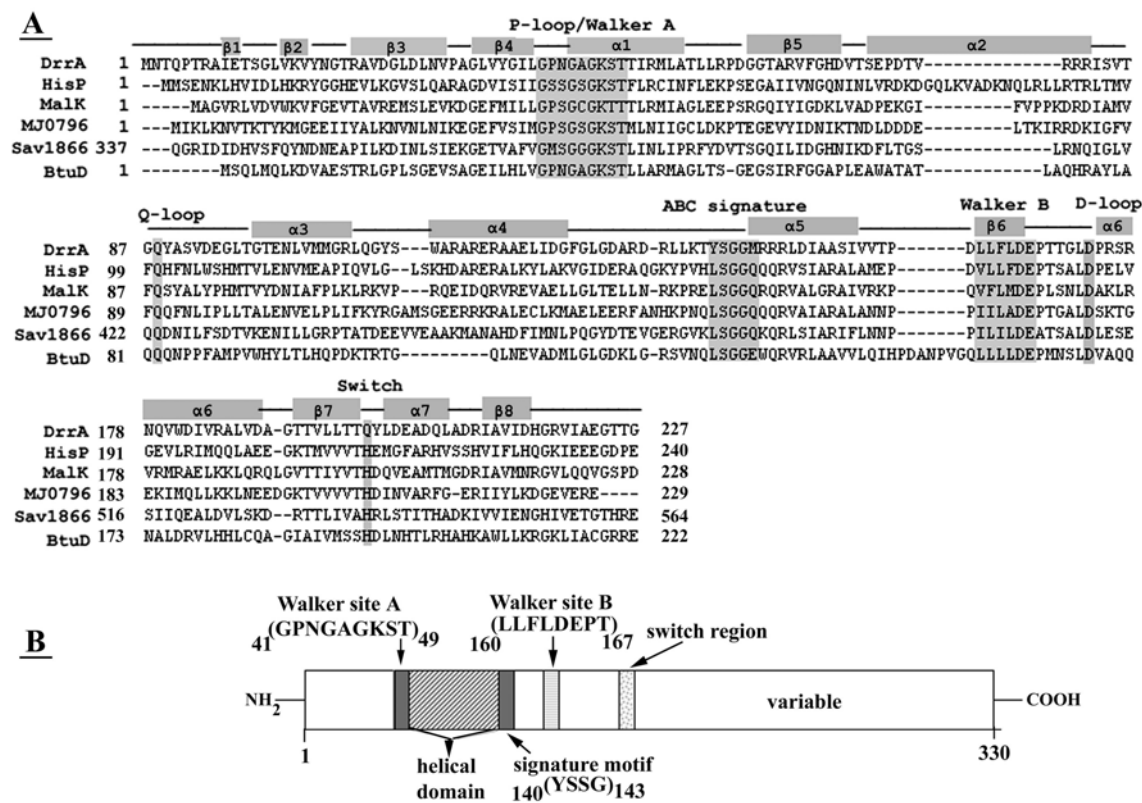 A
P-loop/Walker A
β1 β2 β3 β4 α1 β5 α2
DrrA 1 MNTQPTRAIETSGLVKVYNGTRAVDGLDLNVPAGLVYGILGPNGAGKSTTIRMLATLLRPDGGTARVFGHDVTSEPDTV-----------RRRISVT
HisP 1 --MMSENKLHVIDLHKRYGGHEVLKGVSLQARAGDVISIIGSSGSGKSTFLRCINFLEKPSEGAIIVNGQNINLVRDKDGQLKVADKNQLRLLRTRLTMV
MalK 1 ----MAGVRLVDVWKVFGEVTAVREMSLEVKDGEFMILLGPSGCGKTTTLRMIAGLEEPSRGQIYIGDKLVADPEKGI---------FVPPKDRDIAMV
MJ0796 1 ----MIKLKNVTKTYKMGEEIIYALKNVNLNIKEGEFVSIMGPSGSGKSTMLNIIGCLDKPTEGEVYIDNIKTNDLDDDE---------LTKIRRDKIGFV
Sav1866 337 --QGRIDIDHVSFQYNDNEAPILKDINLSIEKGETVAFVGMSGGGKSTLINLIPRFYDVTSGQILIDGHNIKDFLTGS-----------LRNQIGLV
BtuD 1 -----MSQLMQLKDVAESTRLGPLSGEVSAGEILHLVGPNGAGKSTLLARMAGLTS-GEGSIRFGGAPLEAWATAT----------LAQHRAYLA
Q-loop ABC signature Walker B D-loop
α3 α4 α5 β6 α6
DrrA 87 GQYASVDEGLTGTENLVMMGRLQGYS---WARARERAAELIDGFGLGDARD-RLLKTYSGGMRRRLDIAASIVVTP-------DLLFLDEPTTGLDPRSR
HisP 99 FQHFNLWSHMTVLENVMEAPIQVLG--LSKHDARERALKYLAKVGIDERAQGKYPVHLSGGQQQRVSIARALAMEP-------DVLLFDEPTSALDPELV
MalK 87 FQSYALYPHMTVYDNIAFPLKLRKVP---RQEIDQRVREVAELLGLTELLN-RKPRELSGGQRQRVALGRAIVRKP-------QVFLMDEPLSNLDAKLR
MJ0796 89 FQQFNLIPLLTALENVELPLIFKYRGAMSGEERRKRALECLKMAELEERFANHKPNQLSGGQQQRVAIARALANNP-------PIILADEPTGALDSKTG
Sav1866 422 QQDNILFSDTVKENILLGRPTATDEEVVEAAKMANAHDFIMNLPQGYDTEVGERGVKLSGGQKQRLSIARIFLNNP-------PILILDEATSALDLESE
BtuD 81 QQQNPPFAMPVWHYLTLHQPDKTRTG---------QLNEVADMLGLGDKLG-RSVNQLSGGEWQRVRLAAVVLQIHPDANPVGQLLLLDEPMNSLDVAQQ
Switch
α6 β7 α7 β8
DrrA 178 NQVWDIVRALVDA-GTTVLLTTQYLDEADQLADRIAVIDHGRVIAEGTTG 227
HisP 191 GEVLRIMQQLAEE-GKTMVVVTHEMGFARHVSSHVIFLHQGKIEEEGDPE 240
MalK 178 VRMRAELKKLQRQLGVTTIYVTHDQVEAMTMGDRIAVMNRGVLQQVGSPD 228
MJ0796 183 EKIMQLLKKLNEEDGKTVVVVTHDINVARFG-ERIIYLKDGEVERE---- 229
Sav1866 516 SIIQEALDVLSKD--RTTLIVAHRLSTITHADKIVVIENGHIVETGTHRE 564
BtuD 173 NALDRVLHHLCQA-GIAIVMSSHDLNHTLRHAHKAWLLKRGKLIACGRRE 222
B
Walker site A Walker site B
41 (GPNGAGKST) 49 160 (LLFLDEPT) 167 switch region
NH2 variable COOH
1 330
helical domain
signature motif
140 (YSSG) 143